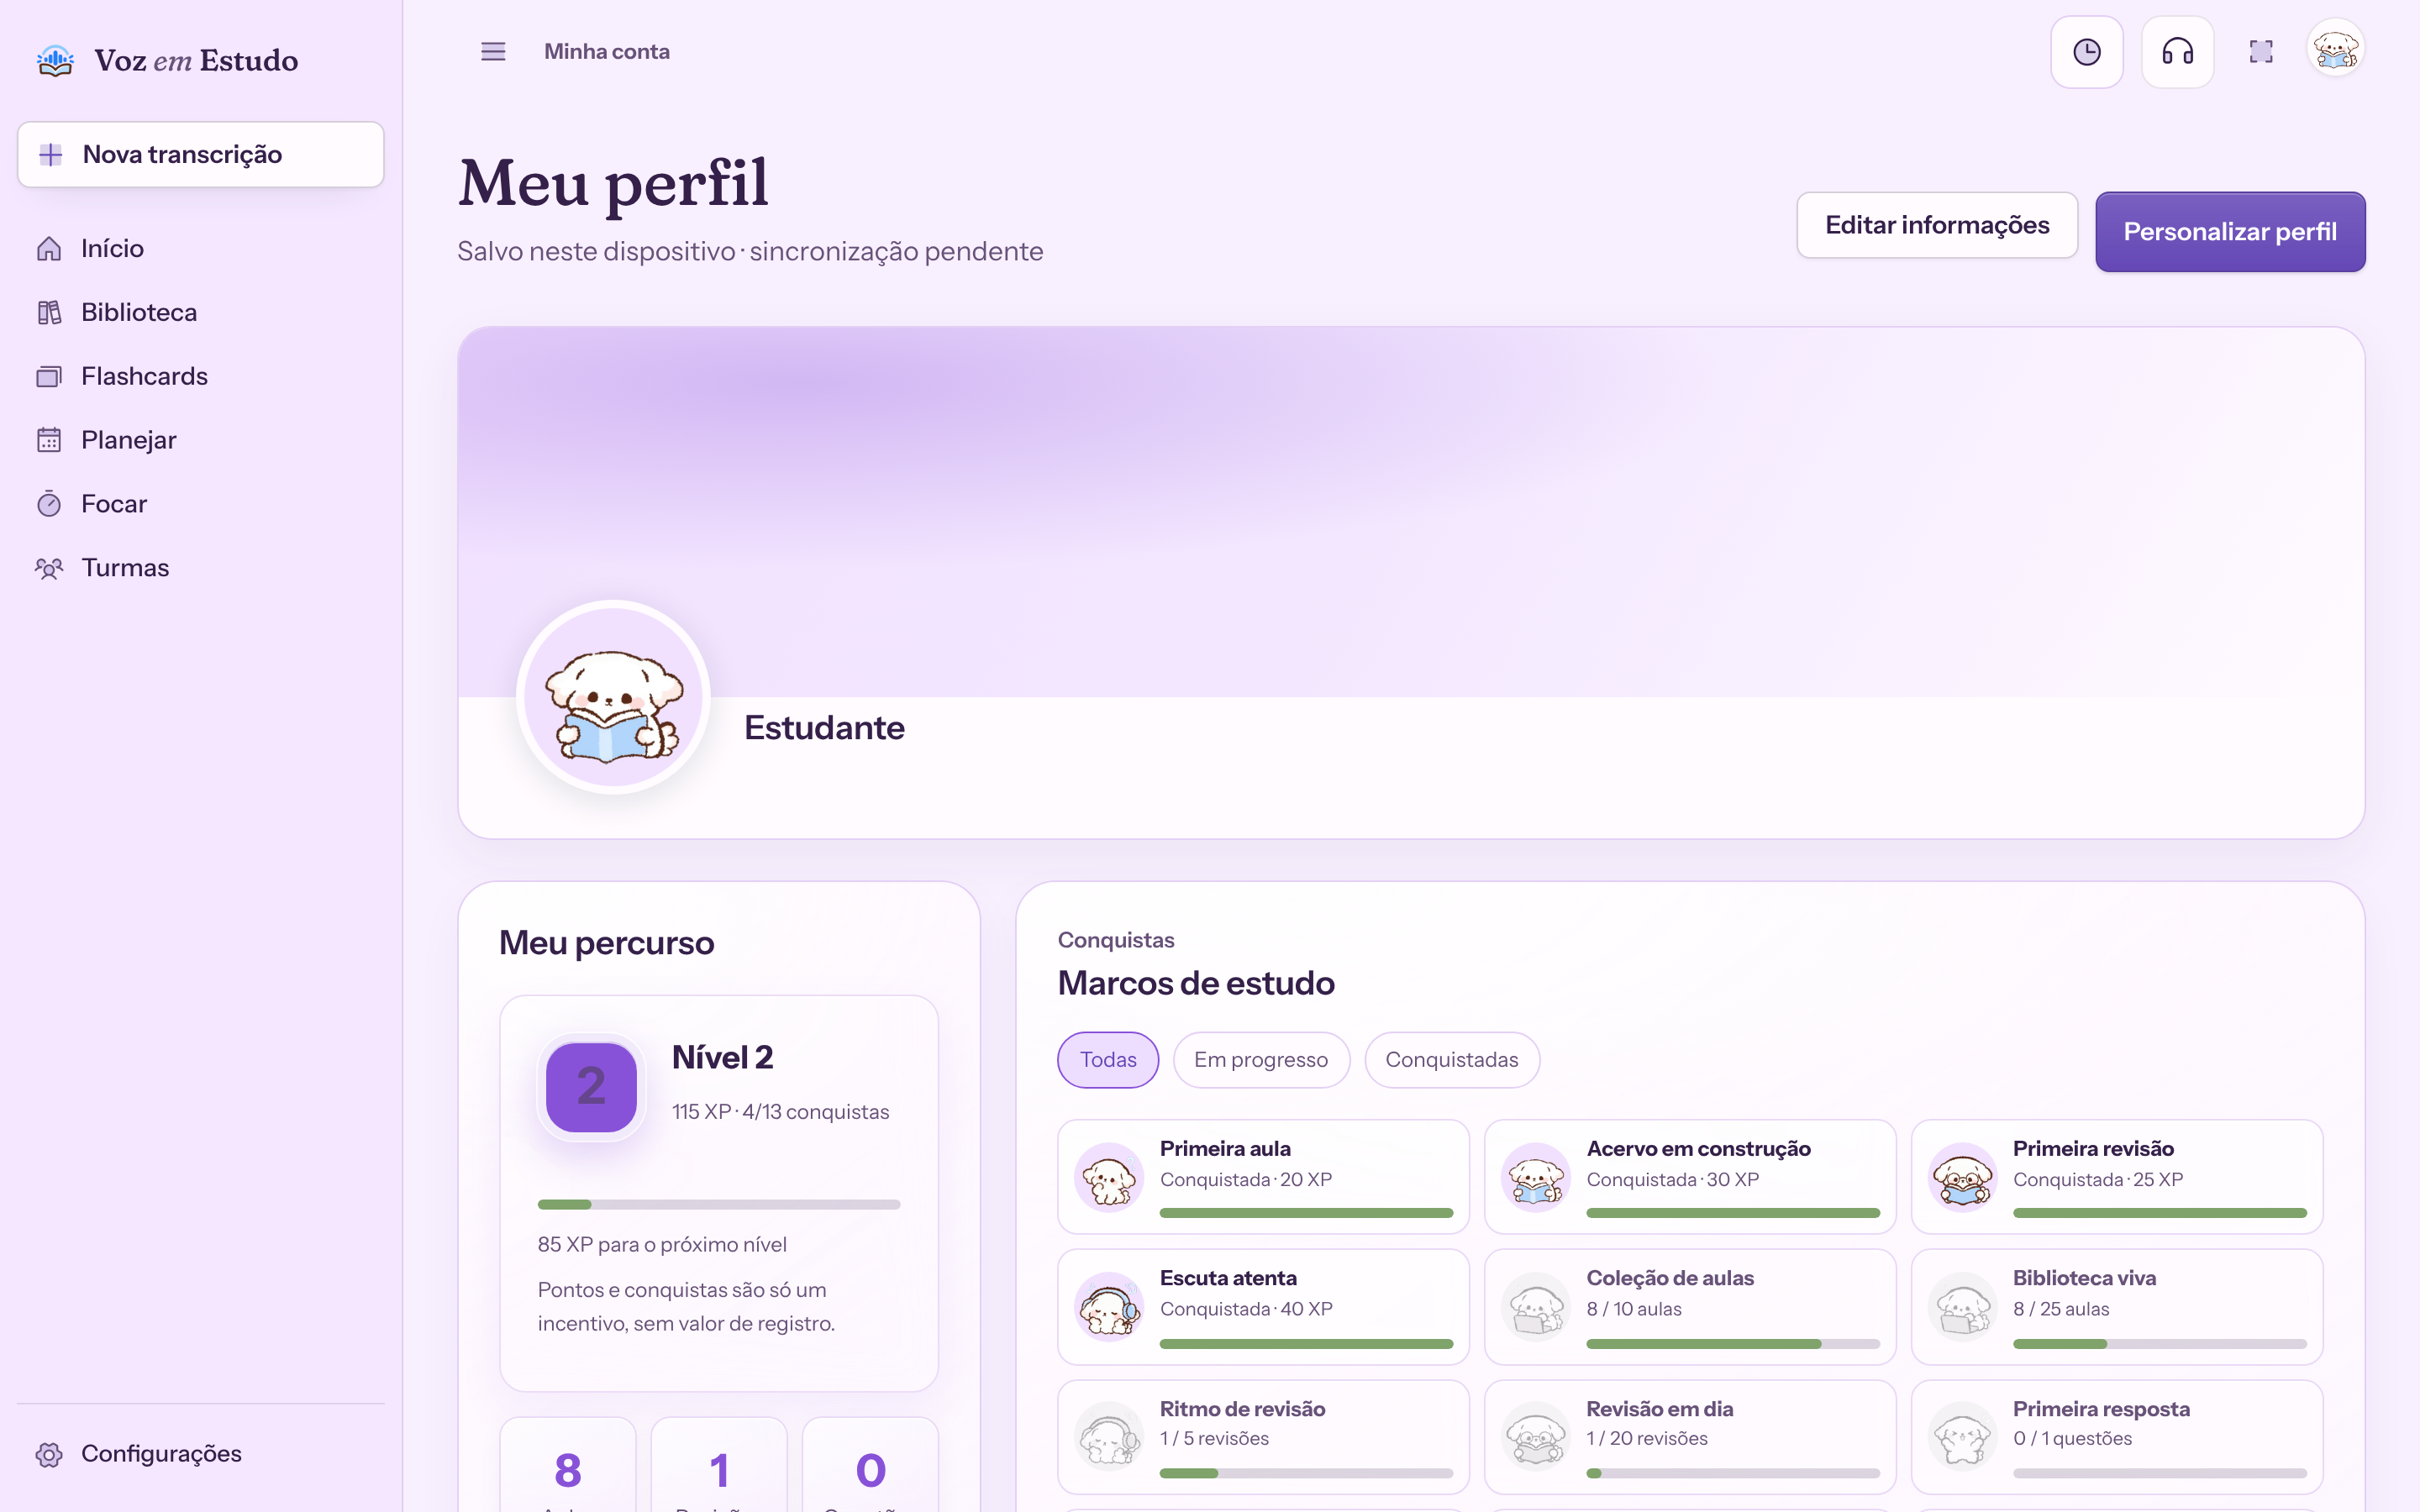 Voz em Estudo
Nova transcrição
Início
Biblioteca
Flashcards
Planejar
Focar
Turmas
Configurações
Minha conta
Meu perfil
Salvo neste dispositivo · sincronização pendente
Editar informações
Personalizar perfil
Estudante
Meu percurso
2
Nível 2
115 XP · 4/13 conquistas
85 XP para o próximo nível
Pontos e conquistas são só um
incentivo, sem valor de registro.
8
1
0
Conquistas
Marcos de estudo
Todas
Em progresso
Conquistadas
Primeira aula
Conquistada · 20 XP
Acervo em construção
Conquistada · 30 XP
Primeira revisão
Conquistada · 25 XP
Escuta atenta
Conquistada · 40 XP
Coleção de aulas
8 / 10 aulas
Biblioteca viva
8 / 25 aulas
Ritmo de revisão
1 / 5 revisões
Revisão em dia
1 / 20 revisões
Primeira resposta
0 / 1 questões